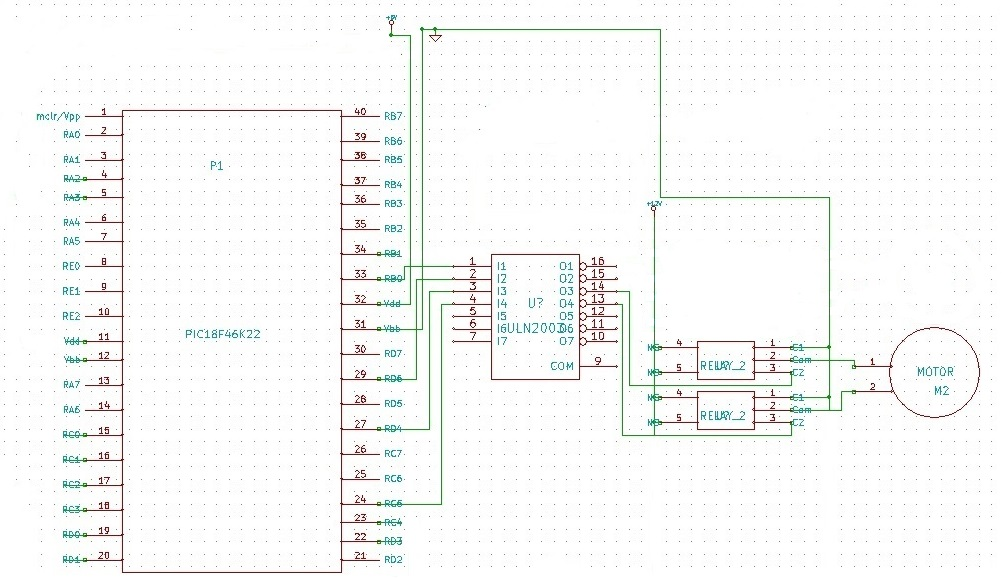 +5V
mclr/Vpp 1
RA0 2
RA1 3
RA2 4
RA3 5
RA4 6
RA5 7
RE0 8
RE1 9
RE2 10
Vdd 11
Vbb 12
RA7 13
RA6 14
RC0 15
RC1 16
RC2 17
RC3 18
RD0 19
RD1 20
P1
PIC18F46K22
40 RB7
39 RB6
38 RB5
37 RB4
36 RB3
35 RB2
34 RB1
33 RB0
32 Vdd
31 Vbb
30 RD7
29 RD6
28 RD5
27 RD4
26 RC7
25 RC6
24 RC5
23 RC4
22 RD3
21 RD2
1 I1 O1 16
2 I2 O2 15
3 I3 O3 14
4 I4 U? O4 13
5 I5 O5 12
6 I6 ULN2003 O6 11
7 I7 O7 10
COM 9
+12V
4 1 C1
RELAY_2 2 Com
5 3 C2
4 1 C1
RELAY_2 2 Com
5 3 C2
1
MOTOR
2 M2